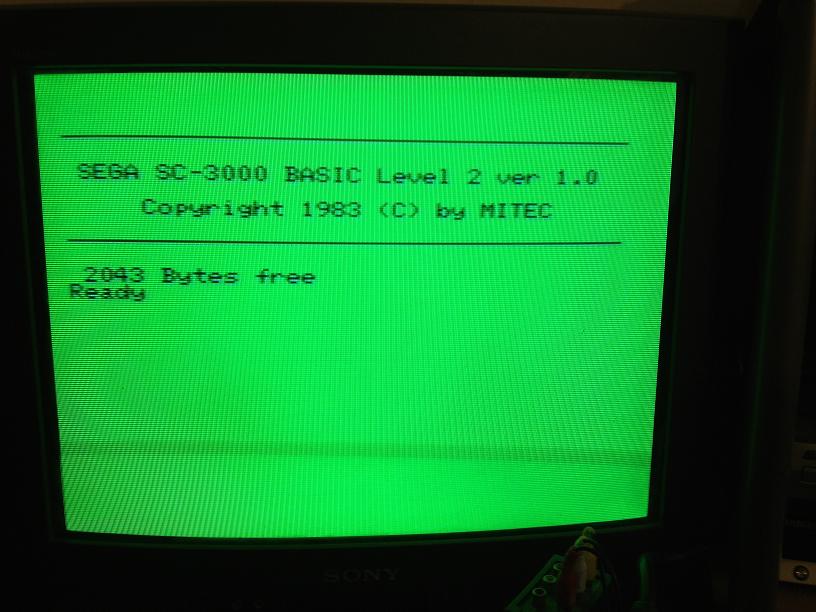 SEGA SC-3000 BASIC Level 2 ver 1.0
Copyright 1983 (C) by MITEC
2043 Bytes free
Ready
SONY